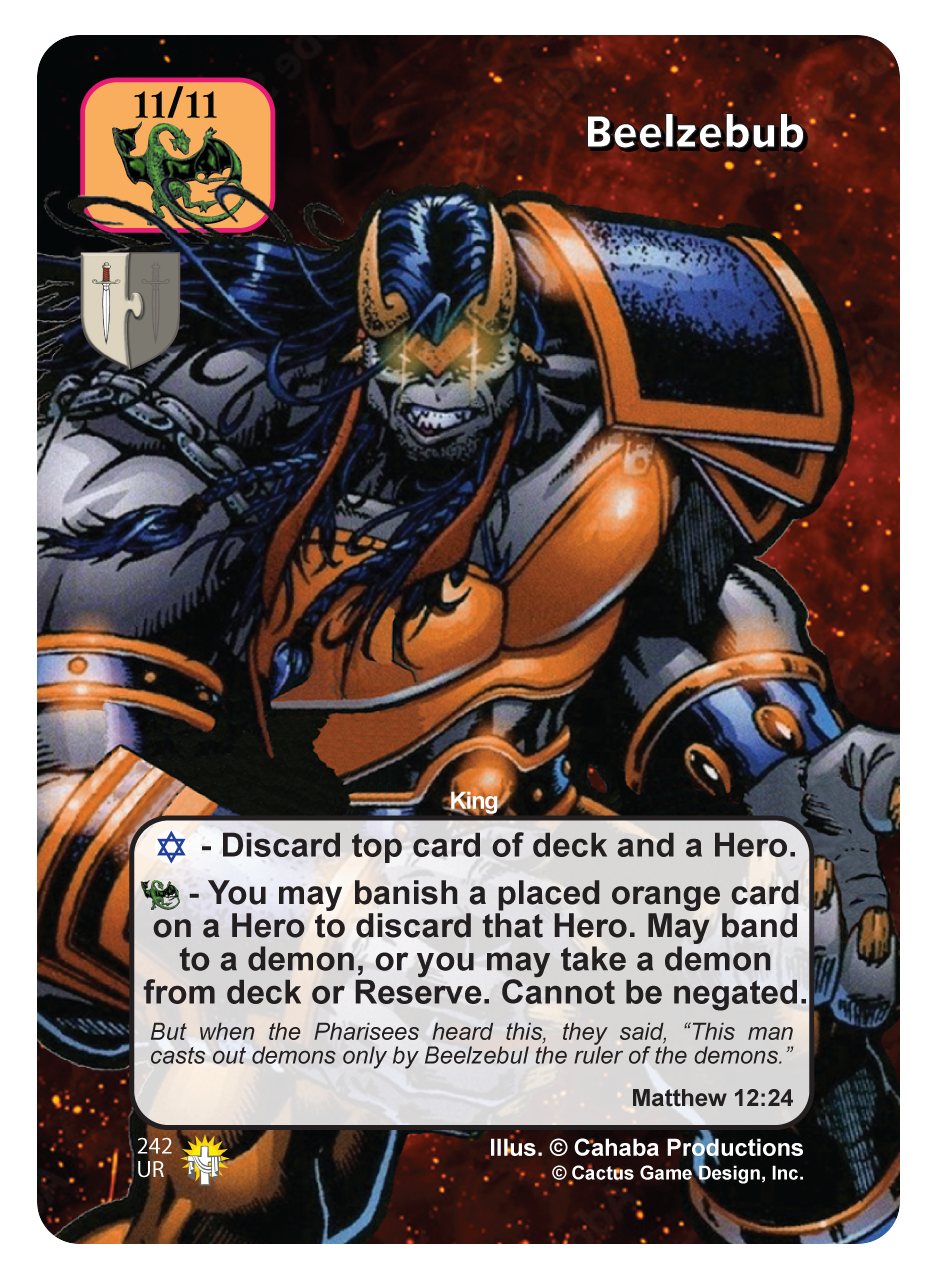 11/11
Beelzebub
King
- Discard top card of deck and a Hero.
- You may banish a placed orange card
on a Hero to discard that Hero. May band
to a demon, or you may take a demon
from deck or Reserve. Cannot be negated.
But when the Pharisees heard this, they said, “This man
casts out demons only by Beelzebul the ruler of the demons.”
Matthew 12:24
242
UR
Illus. © Cahaba Productions
© Cactus Game Design, Inc.